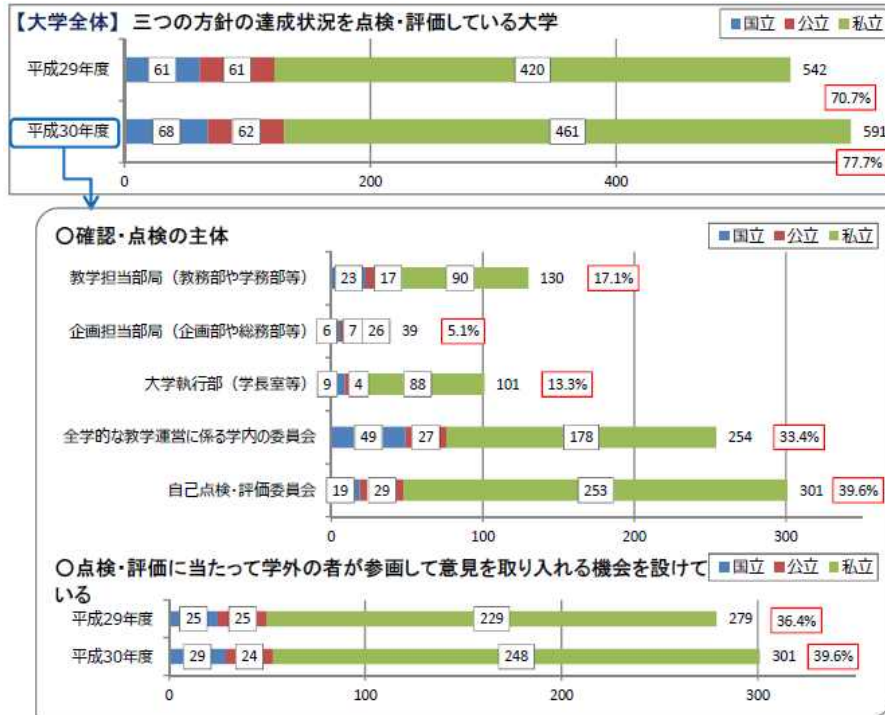 【大学全体】 三つの方針の達成状況を点検・評価している大学
国立 公立 私立
平成29年度 61 61 420 542
70.7%
平成30年度 68 62 461 591
77.7%
0 200 400
〇確認・点検の主体
国立 公立 私立
教学担当部局（教務部や学務部等） 23 17 90 130 17.1%
企画担当部局（企画部や総務部等） 6 7 26 39 5.1%
大学執行部（学長室等） 9 4 88 101 13.3%
全学的な教学運営に係る学内の委員会 49 27 178 254 33.4%
自己点検・評価委員会 19 29 253 301 39.6%
0 100 200 300
〇点検・評価に当たって学外の者が参画して意見を取り入れる機会を設けて
いる
国立 公立 私立
平成29年度 25 25 229 279 36.4%
平成30年度 29 24 248 301 39.6%
0 100 200 300